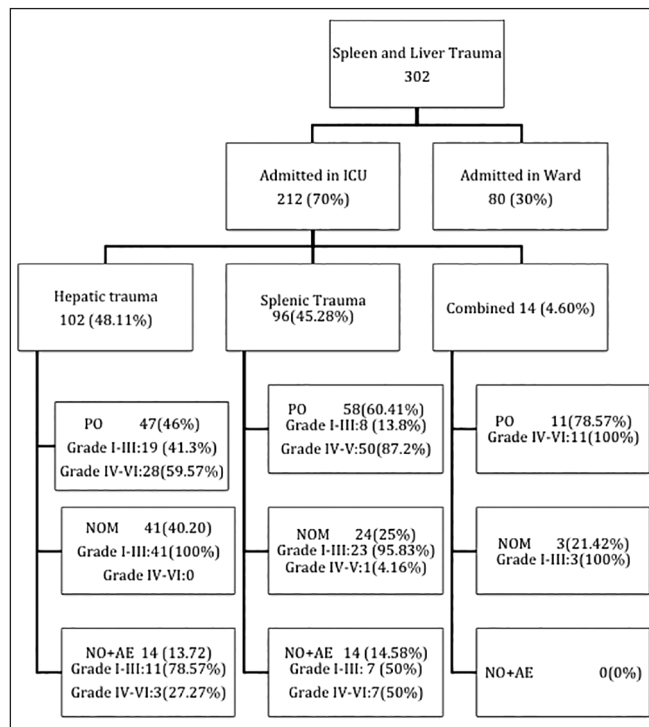 Spleen and Liver Trauma
302
Admitted in ICU
212 (70%)
Admitted in Ward
80 (30%)
Hepatic trauma
102 (48.11%)
Splenic Trauma
96(45.28%)
Combined 14 (4.60%)
PO 47(46%)
Grade I-III:19 (41.3%)
Grade IV-VI:28(59.57%)
PO 58(60.41%)
Grade I-III:8 (13.8%)
Grade IV-V:50(87.2%)
PO 11(78.57%)
Grade IV-VI:11(100%)
NOM 41(40.20)
Grade I-III:41(100%)
Grade IV-VI:0
NOM 24(25%)
Grade I-III:23 (95.83%)
Grade IV-V:1(4.16%)
NOM 3(21.42%)
Grade I-III:3(100%)
NO+AE 14 (13.72)
Grade I-III:11(78.57%)
Grade IV-VI:3(27.27%)
NO+AE 14 (14.58%)
Grade I-III: 7 (50%)
Grade IV-VI:7(50%)
NO+AE 0(0%)